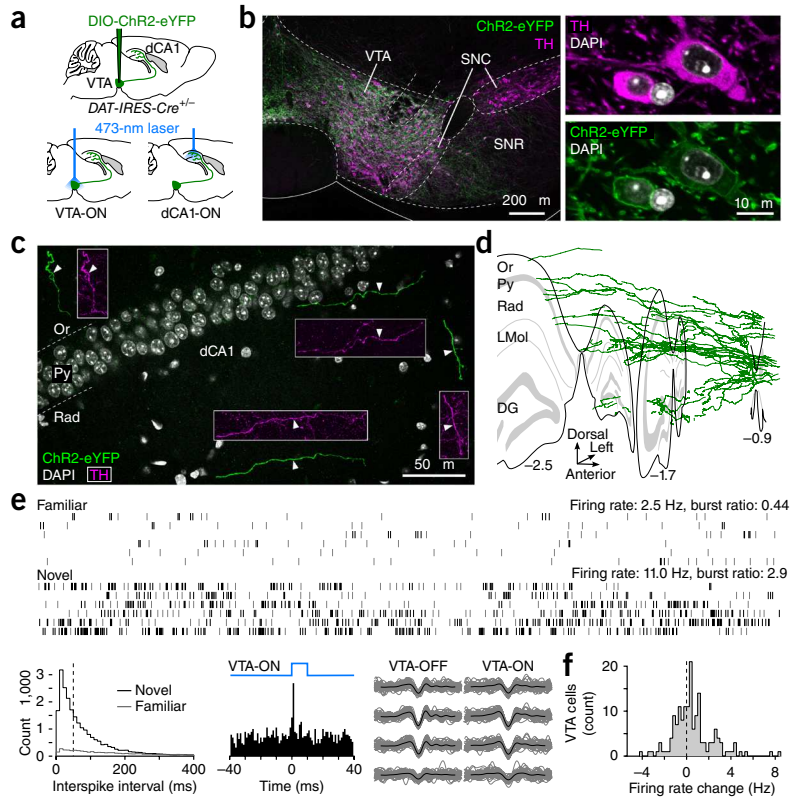 a
DIO-ChR2-eYFP
dCA1
VTA
DAT-IRES-Cre+/−
473-nm laser
VTA-ON
dCA1-ON
b
ChR2-eYFP
TH
VTA
SNC
SNR
200 m
TH
DAPI
ChR2-eYFP
DAPI
10 m
c
Or
Py
Rad
dCA1
ChR2-eYFP
DAPI TH
50 m
d
Or
Py
Rad
LMol
DG
Dorsal
Left
Anterior
−2.5
−1.7
−0.9
e
Familiar
Firing rate: 2.5 Hz, burst ratio: 0.44
Novel
Firing rate: 11.0 Hz, burst ratio: 2.9
Count 1,000
3
2
1
0
Novel
Familiar
0 200 400
Interspike interval (ms)
VTA-ON
3
2
1
0
−40 0 40
Time (ms)
VTA-OFF
VTA-ON
f
VTA cells
(count)
20
10
0
−4 0 4 8
Firing rate change (Hz)